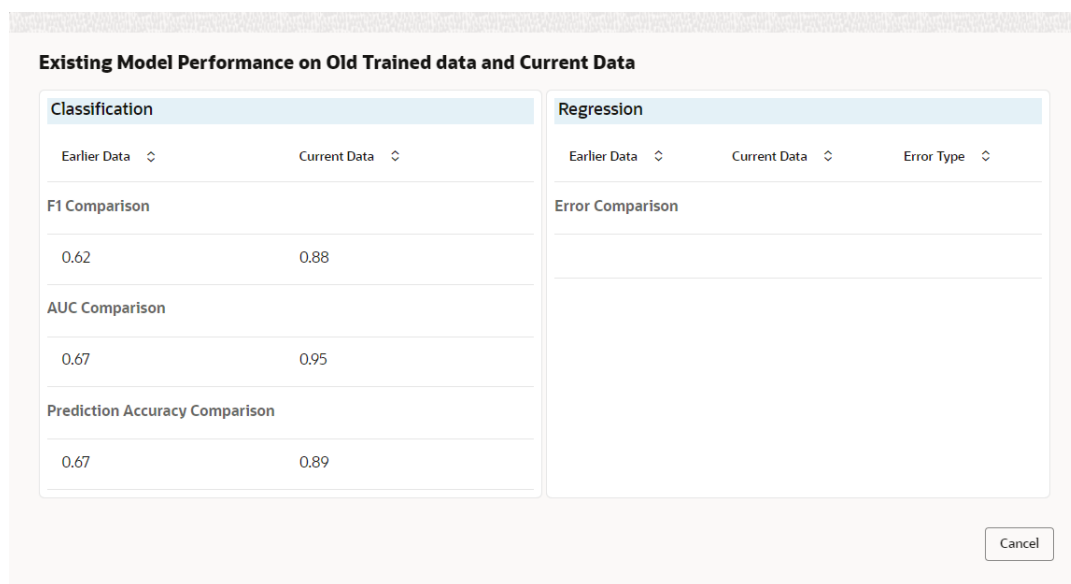 Existing Model Performance on Old Trained data and Current Data
Classification
Earlier Data Current Data
F1 Comparison
0.62 0.88
AUC Comparison
0.67 0.95
Prediction Accuracy Comparison
0.67 0.89
Regression
Earlier Data Current Data Error Type
Error Comparison
Cancel